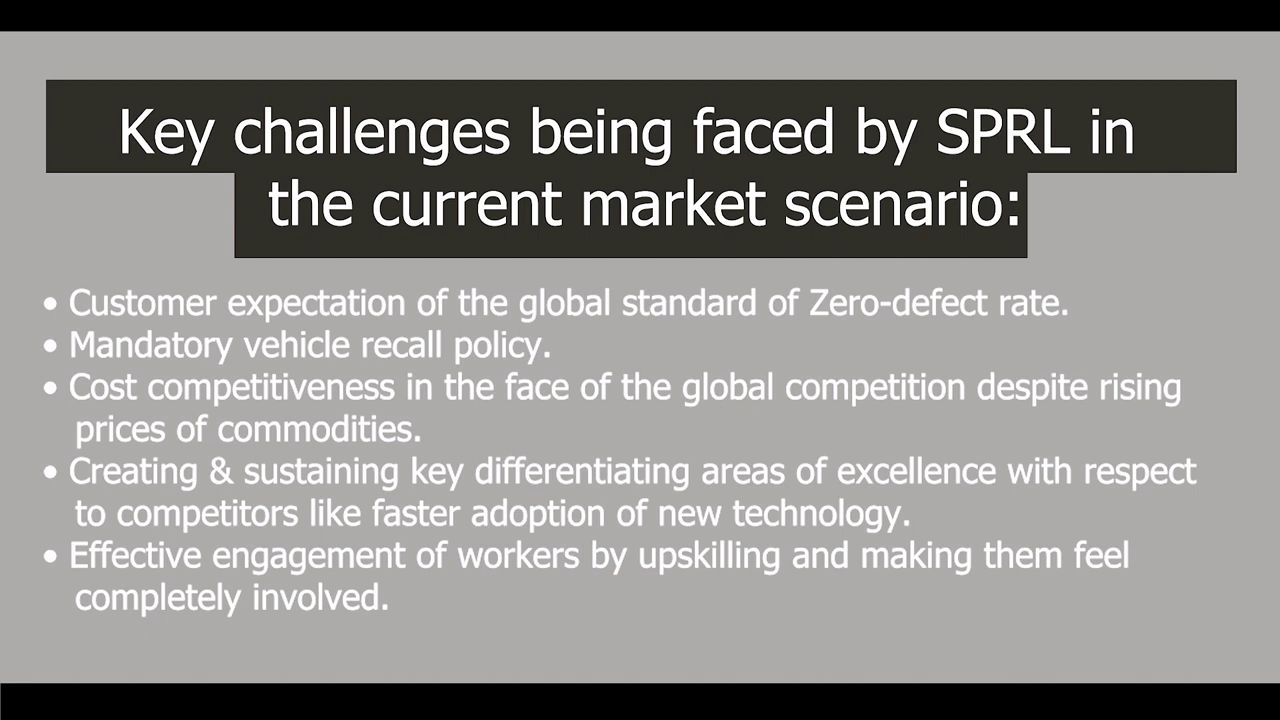 Key challenges being faced by SPRL in
the current market scenario:
• Customer expectation of the global standard of Zero-defect rate.
• Mandatory vehicle recall policy.
• Cost competitiveness in the face of the global competition despite rising
prices of commodities.
• Creating & sustaining key differentiating areas of excellence with respect
to competitors like faster adoption of new technology.
• Effective engagement of workers by upskilling and making them feel
completely involved.